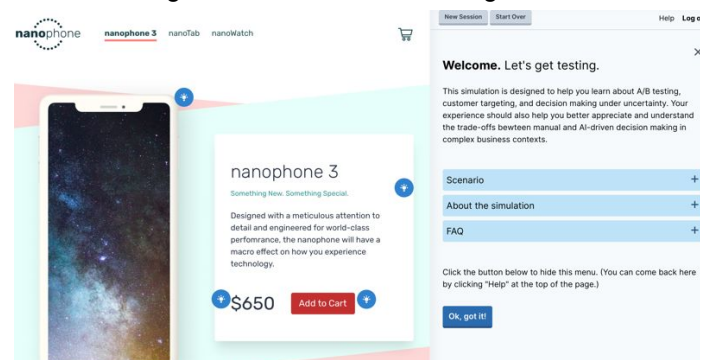 nanophone
nanophone 3 nanoTab nanoWatch
nanophone 3
Something New. Something Special.
Designed with a meticulous attention to
detail and engineered for world-class
perfomrance, the nanophone will have a
macro effect on how you experience
technology.
$650 Add to Cart
New Session Start Over Help Log o
Welcome. Let's get testing.
This simulation is designed to help you learn about A/B testing,
customer targeting, and decision making under uncertainty. Your
experience should also help you better appreciate and understand
the trade-offs bewteen manual and AI-driven decision making in
complex business contexts.
Scenario
About the simulation
FAQ
Click the button below to hide this menu. (You can come back here
by clicking "Help" at the top of the page.)
Ok, got it!